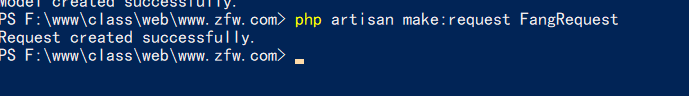 Model created successfully.
PS F:\www\class\web\www.zfw.com> php artisan make:request FangRequest
Request created successfully.
PS F:\www\class\web\www.zfw.com>